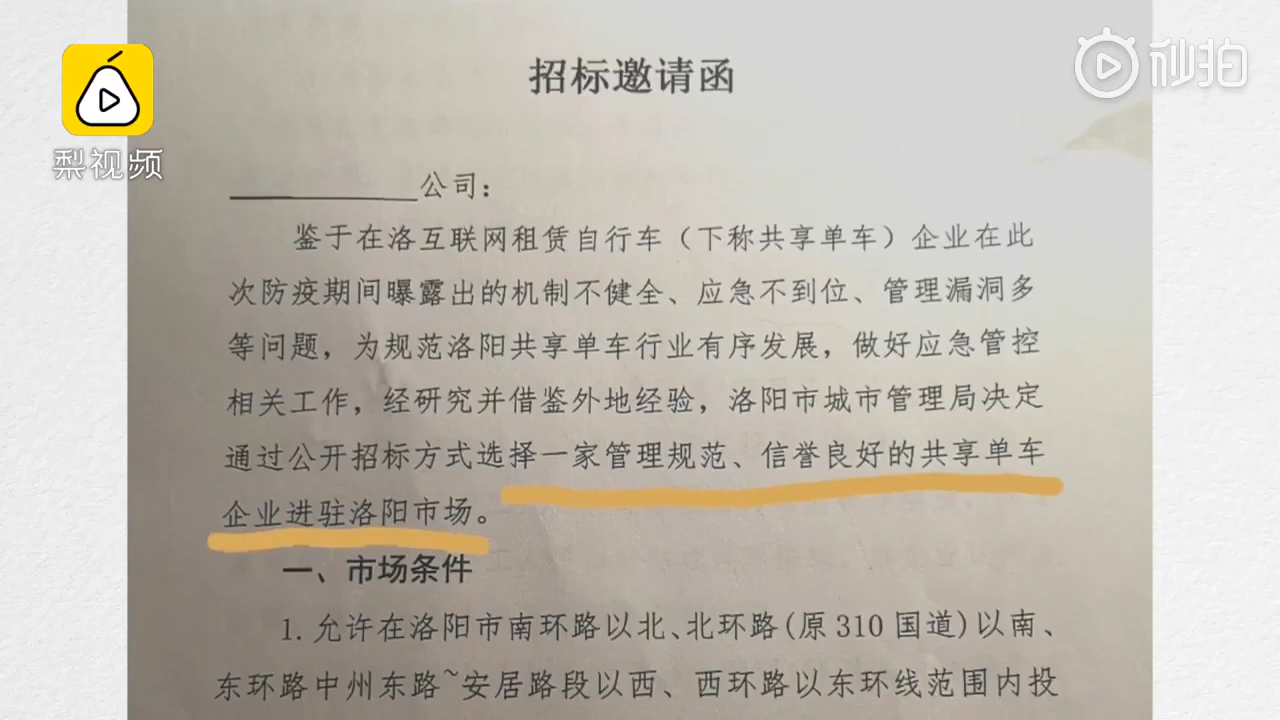 梨视频
秒拍
招标邀请函
公司：
鉴于在洛互联网租赁自行车（下称共享单车）企业在此
次防疫期间曝露出的机制不健全、应急不到位、管理漏洞多
等问题，为规范洛阳共享单车行业有序发展，做好应急管控
相关工作，经研究并借鉴外地经验，洛阳市城市管理局决定
通过公开招标方式选择一家管理规范、信誉良好的共享单车
企业进驻洛阳市场。
一、市场条件
1.允许在洛阳市南环路以北、北环路(原310国道)以南、
东环路中州东路~安居路段以西、西环路以东环线范围内投